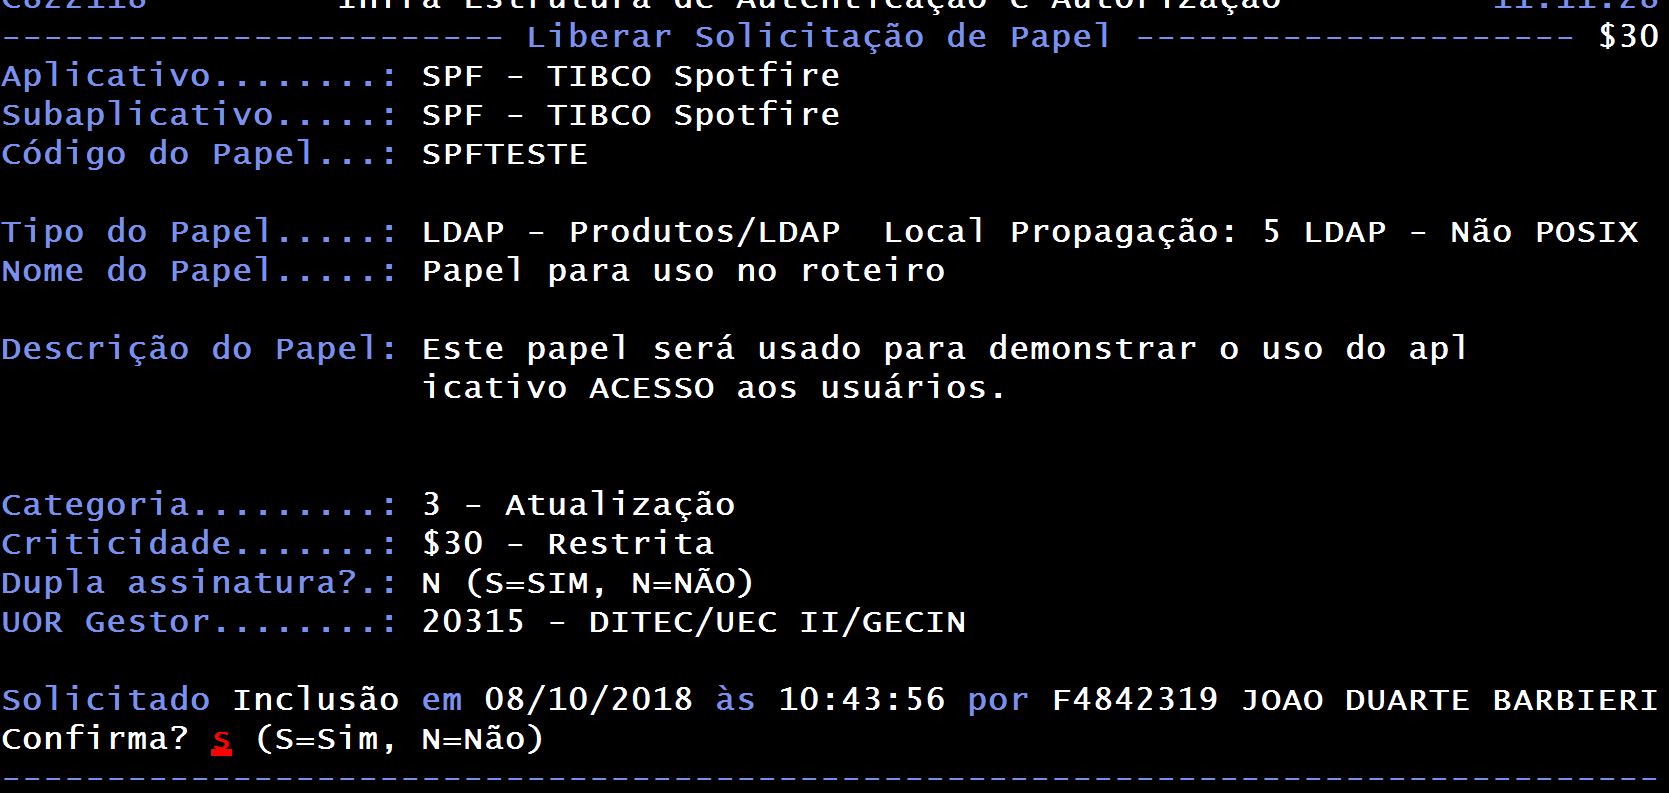 Infra Estrutura de Autenticação e Autorização
------------------------ Liberar Solicitação de Papel --------------------- $30
Aplicativo........: SPF - TIBCO Spotfire
Subaplicativo.....: SPF - TIBCO Spotfire
Código do Papel...: SPFTESTE
Tipo do Papel.....: LDAP - Produtos/LDAP  Local Propagação: 5 LDAP - Não POSIX
Nome do Papel.....: Papel para uso no roteiro
Descrição do Papel: Este papel será usado para demonstrar o uso do apl
icativo ACESSO aos usuários.
Categoria.........: 3 - Atualização
Criticidade.......: $30 - Restrita
Dupla assinatura?.: N (S=SIM, N=NÃO)
UOR Gestor........: 20315 - DITEC/UEC II/GECIN
Solicitado Inclusão em 08/10/2018 às 10:43:56 por F4842319 JOAO DUARTE BARBIERI
Confirma? s (S=Sim, N=Não)
-------------------------------------------------------------------------------